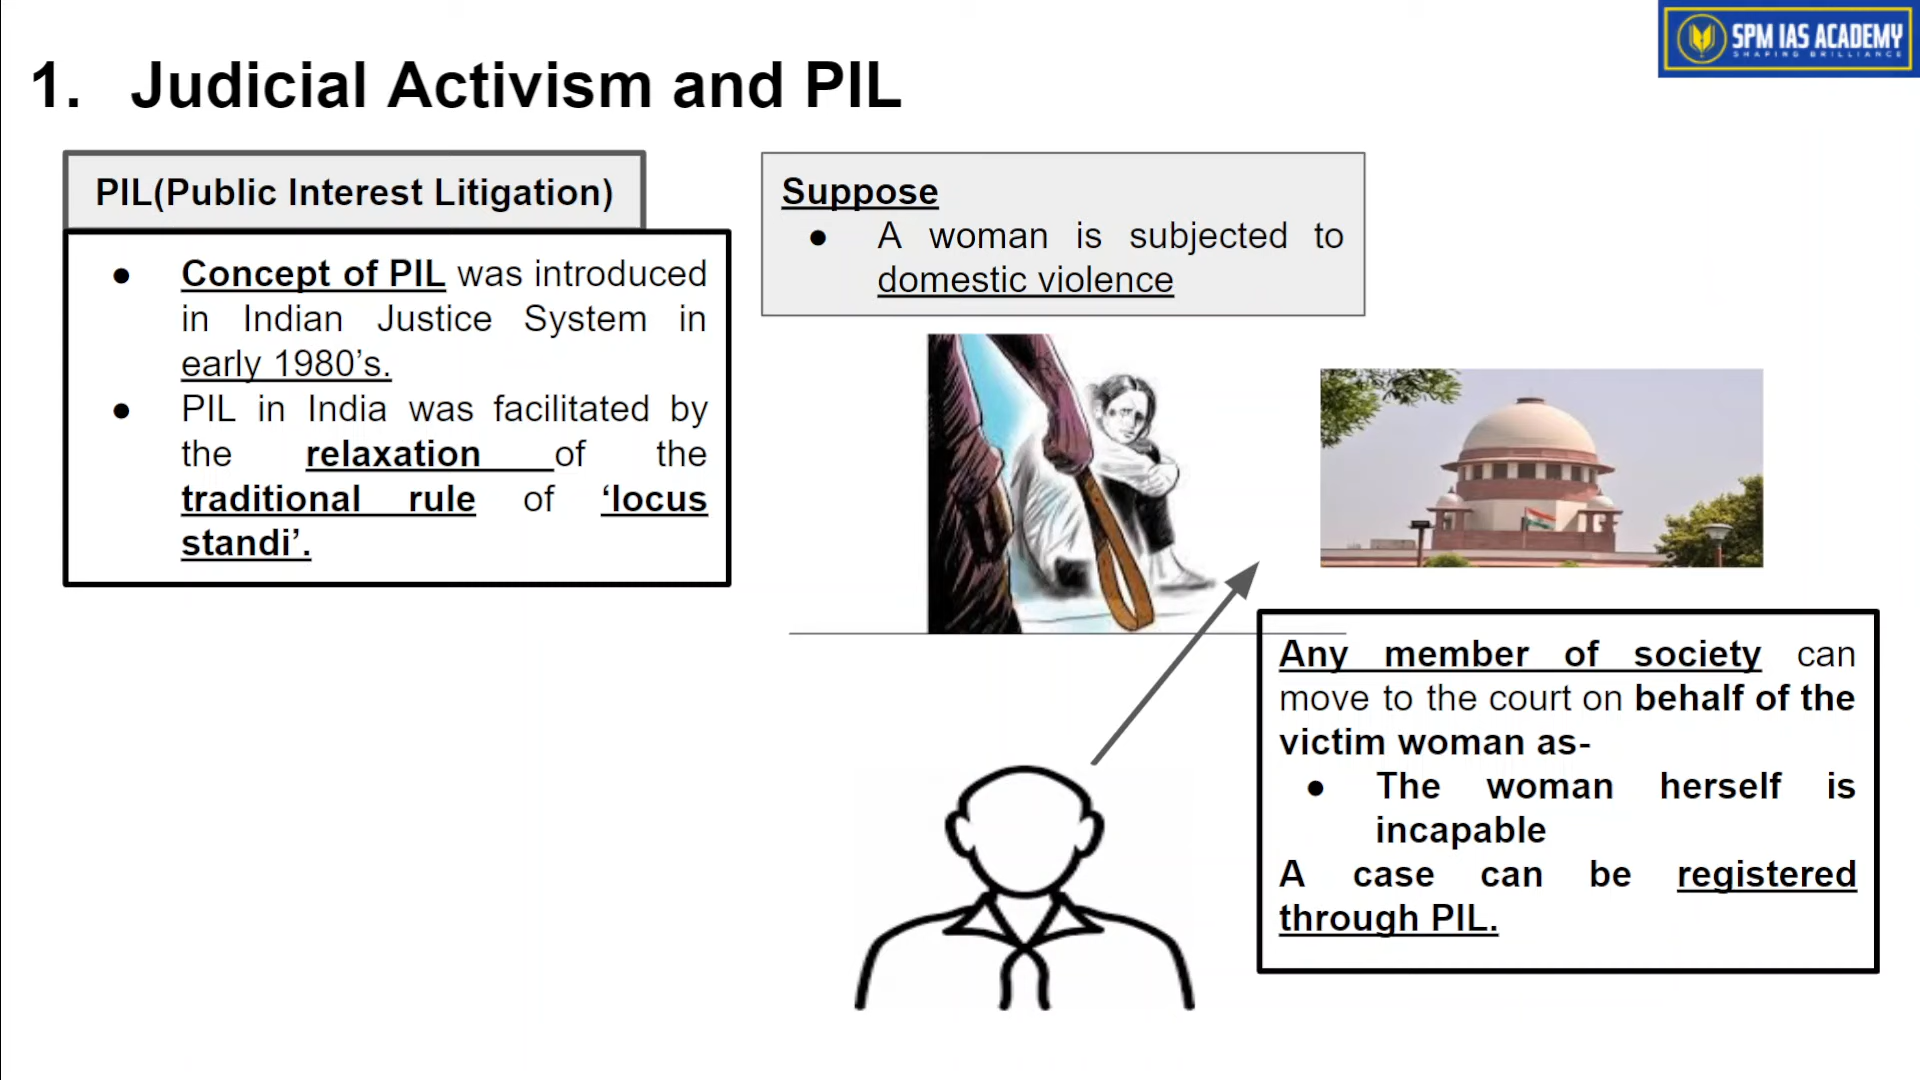 SPM IAS ACADEMY
SHAPING BRILLIANCE
1. Judicial Activism and PIL
PIL(Public Interest Litigation)
● Concept of PIL was introduced
in Indian Justice System in
early 1980’s.
● PIL in India was facilitated by
the relaxation of the
traditional rule of ‘locus
standi’.
Suppose
● A woman is subjected to
domestic violence
Any member of society can
move to the court on behalf of the
victim woman as-
● The woman herself is
incapable
A case can be registered
through PIL.